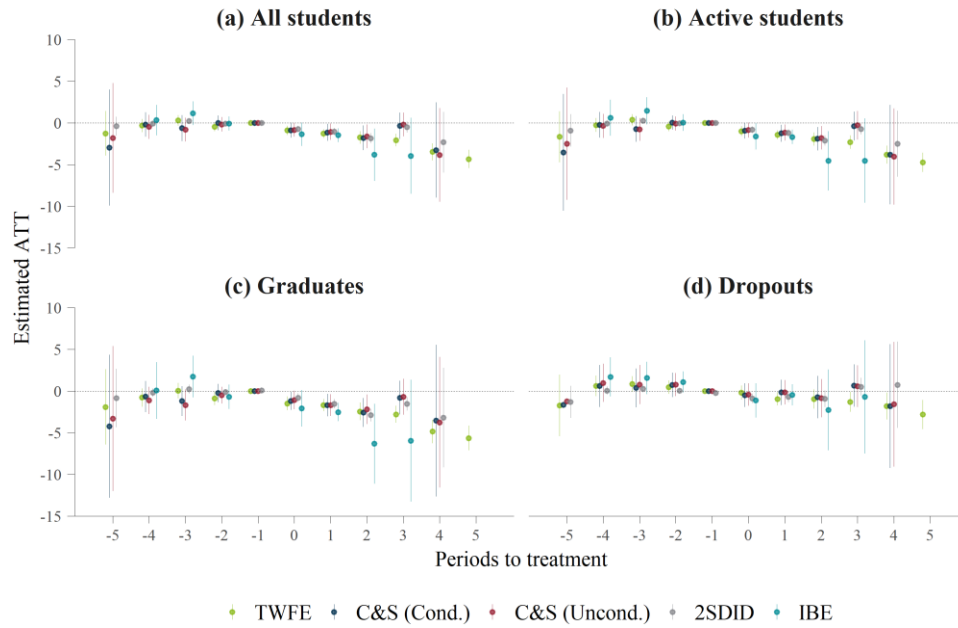 (a) All students
(b) Active students
10
5
0
-5
-10
-15
Estimated ATT
(c) Graduates
(d) Dropouts
10
5
0
-5
-10
-15
-5 -4 -3 -2 -1 0 1 2 3 4 5
-5 -4 -3 -2 -1 0 1 2 3 4 5
Periods to treatment
TWFE C&S (Cond.) C&S (Uncond.) 2SDID IBE